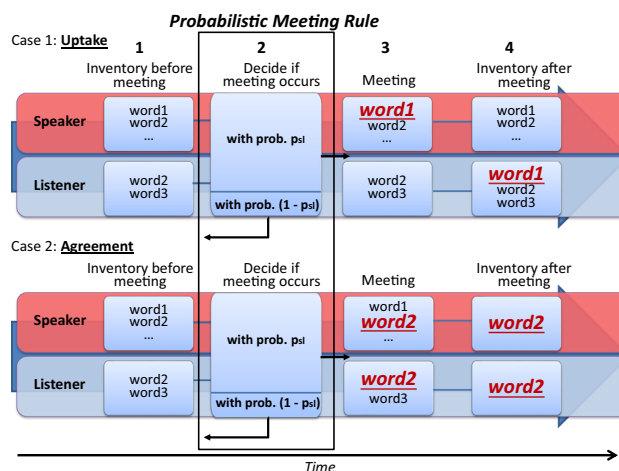 Probabilistic Meeting Rule
Case 1: Uptake
1 2 3 4
Inventory before meeting
Decide if meeting occurs
Meeting
Inventory after meeting
Speaker
word1
word2
...
with prob. psl
word1
word2
...
word1
word2
...
Listener
word2
word3
with prob. (1 - psl)
word2
word3
word1
word2
word3
Case 2: Agreement
Inventory before meeting
Decide if meeting occurs
Meeting
Inventory after meeting
Speaker
word1
word2
...
with prob. psl
word1
word2
...
word2
Listener
word2
word3
with prob. (1 - psl)
word2
word3
word2
Time